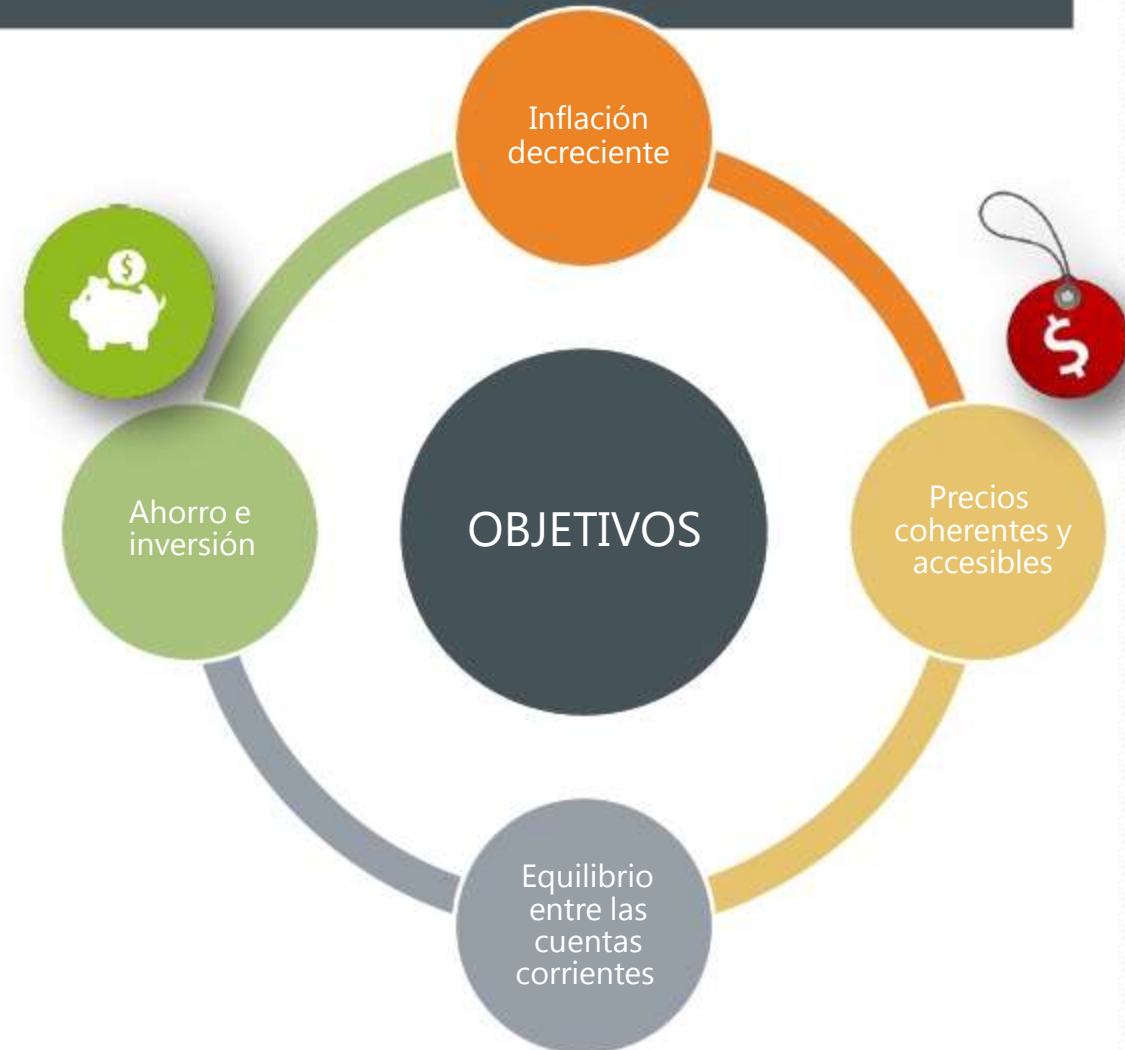 Inflación
decreciente
$
$
Ahorro e
inversión
OBJETIVOS
Precios
coherentes y
accesibles
Equilibrio
entre las
cuentas
corrientes